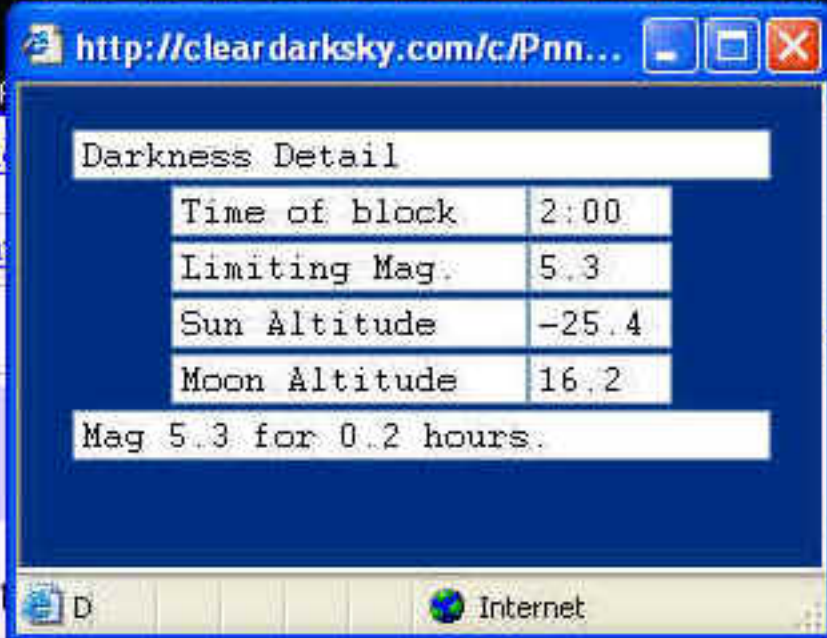 http://cleardarksky.com/c/Pnn...
Darkness Detail
Time of block 2:00
Limiting Mag. 5.3
Sun Altitude -25.4
Moon Altitude 16.2
Mag 5.3 for 0.2 hours.
D Internet